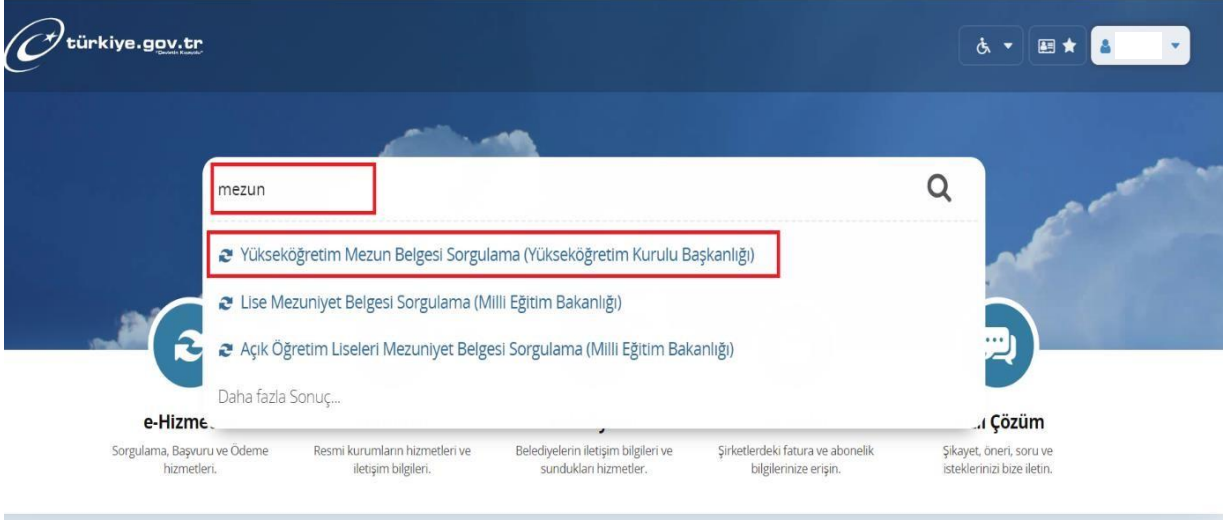 türkiye.gov.tr
"Devletin Kısayolu"
mezun
Yükseköğretim Mezun Belgesi Sorgulama (Yükseköğretim Kurulu Başkanlığı)
Lise Mezuniyet Belgesi Sorgulama (Milli Eğitim Bakanlığı)
Açık Öğretim Liseleri Mezuniyet Belgesi Sorgulama (Milli Eğitim Bakanlığı)
Daha fazla Sonuç...
e-Hizme
Çözüm
Sorgulama, Başvuru ve Ödeme
hizmetleri.
Resmi kurumların hizmetleri ve
iletişim bilgileri.
Belediyelerin iletişim bilgileri ve
sundukları hizmetler.
Şirketlerdeki fatura ve abonelik
bilgilerinize erişin.
Şikayet, öneri, soru ve
isteklerinizi bize iletin.